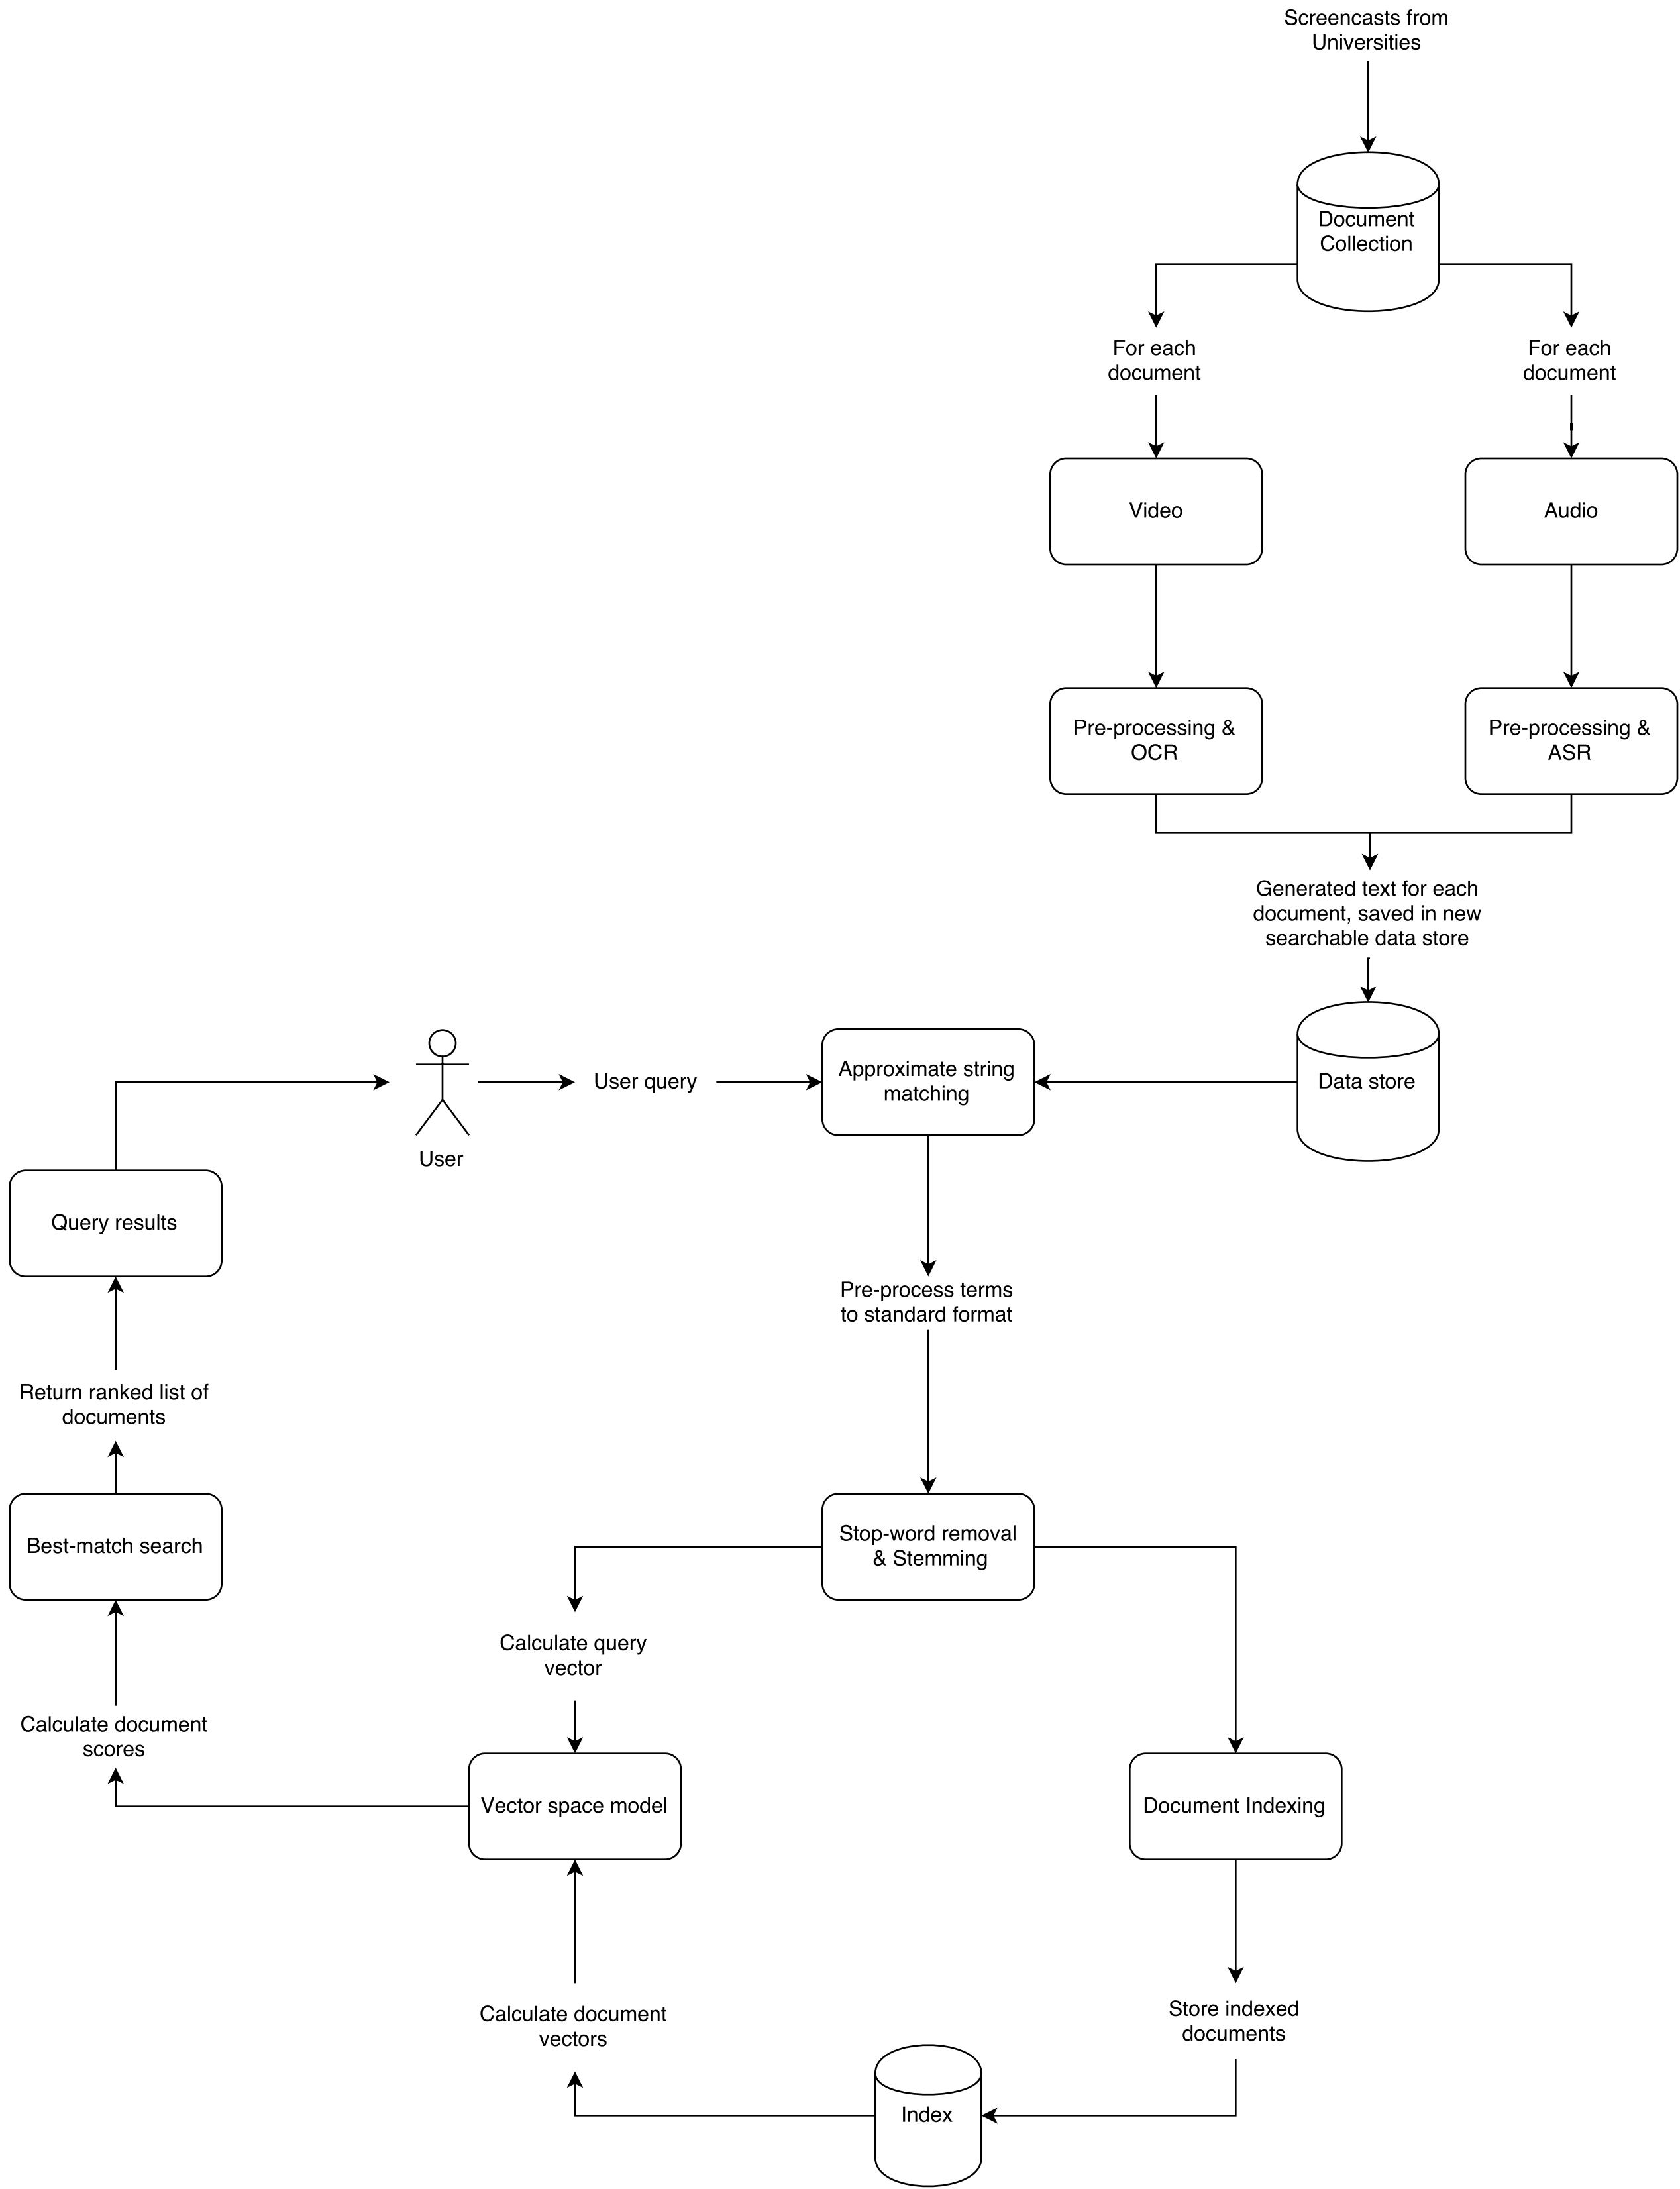 Screencasts from
Universities
Document
Collection
For each
document
For each
document
Video
Audio
Pre-processing &
OCR
Pre-processing &
ASR
Generated text for each
document, saved in new
searchable data store
Data store
Approximate string
matching
User query
User
Query results
Pre-process terms
to standard format
Return ranked list of
documents
Best-match search
Stop-word removal
& Stemming
Calculate query
vector
Calculate document
scores
Vector space model
Document Indexing
Calculate document
vectors
Store indexed
documents
Index